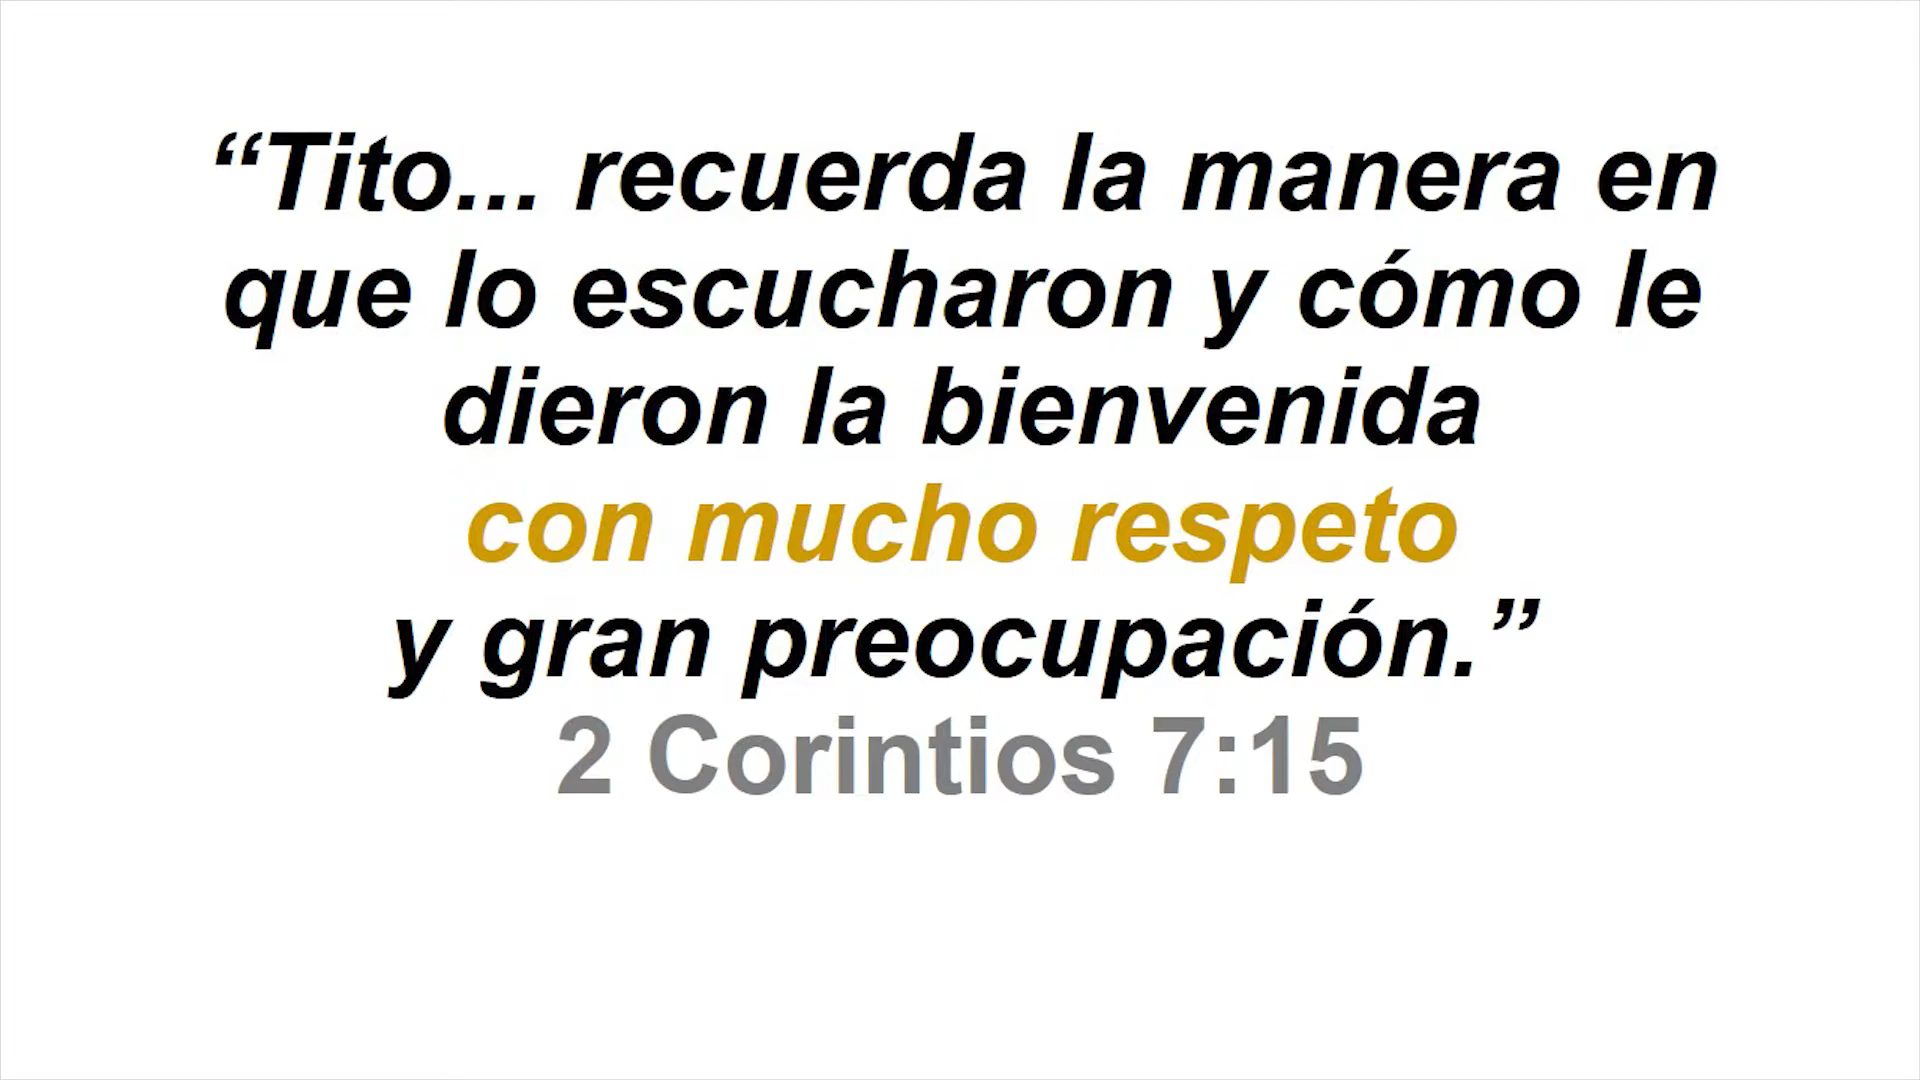 “Tito... recuerda la manera en
que lo escucharon y cómo le
dieron la bienvenida
con mucho respeto
y gran preocupación.”
2 Corintios 7:15